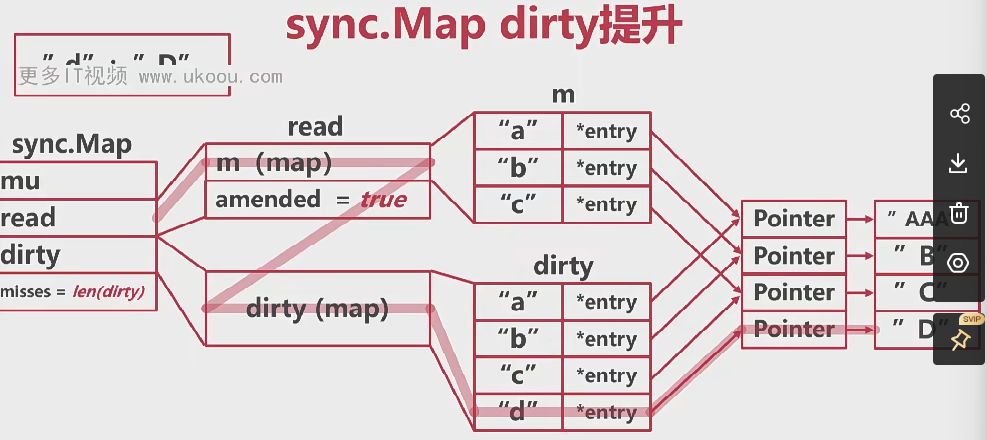 sync.Map dirty提升
"d" : "D"
更多IT视频 www.ukoou.com
sync.Map
mu
read
dirty
misses = len(dirty)
read
m (map)
amended = true
dirty (map)
m
"a" *entry
"b" *entry
"c" *entry
dirty
"a" *entry
"b" *entry
"c" *entry
"d" *entry
Pointer "AAA
Pointer "B"
Pointer "C"
Pointer "D"
SVIP